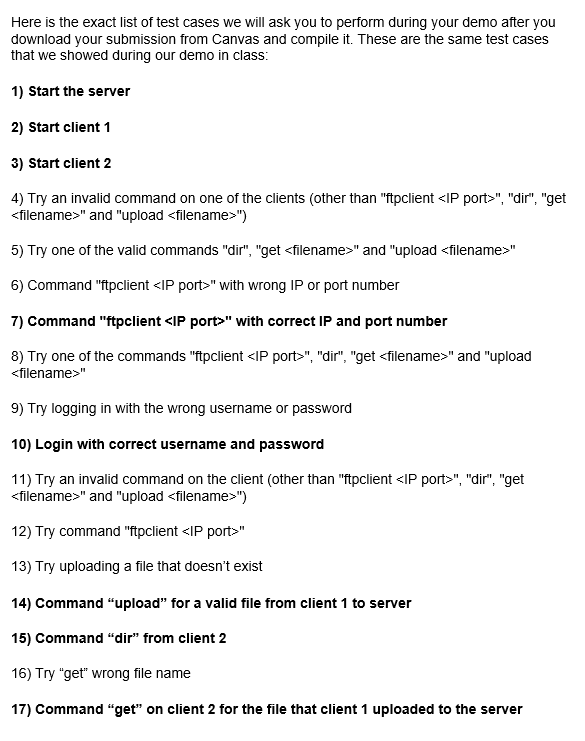 Here is the exact list of test cases we will ask you to perform during your demo after you
download your submission from Canvas and compile it. These are the same test cases
that we showed during our demo in class:
1) Start the server
2) Start client 1
3) Start client 2
4) Try an invalid command on one of the clients (other than "ftpclient <IP port>", "dir", "get
<filename>" and "upload <filename>")
5) Try one of the valid commands "dir", "get <filename>" and "upload <filename>"
6) Command "ftpclient <IP port>" with wrong IP or port number
7) Command "ftpclient <IP port>" with correct IP and port number
8) Try one of the commands "ftpclient <IP port>", "dir", "get <filename>" and "upload
<filename>"
9) Try logging in with the wrong username or password
10) Login with correct username and password
11) Try an invalid command on the client (other than "ftpclient <IP port>", "dir", "get
<filename>" and "upload <filename>")
12) Try command "ftpclient <IP port>"
13) Try uploading a file that doesn’t exist
14) Command “upload” for a valid file from client 1 to server
15) Command “dir” from client 2
16) Try “get” wrong file name
17) Command “get” on client 2 for the file that client 1 uploaded to the server